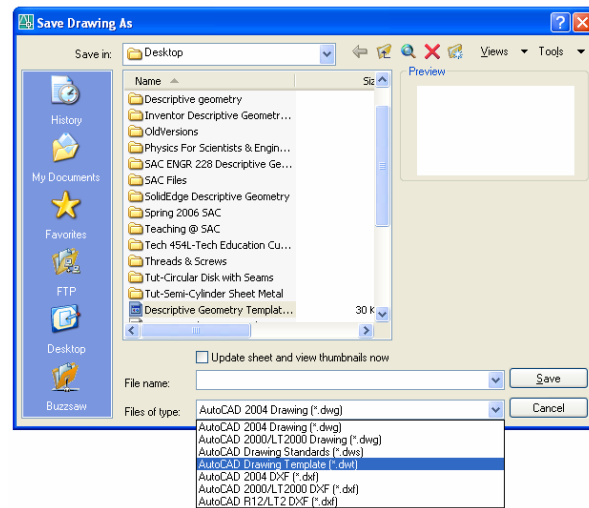 Save Drawing As
Save in:
Desktop
Views
Tools
History
My Documents
Favorites
FTP
Desktop
Buzzsaw
Name
Siz
Descriptive geometry
Inventor Descriptive Geometr...
OldVersions
Physics For Scientists & Engin...
SAC ENGR 228 Descriptive Ge...
SAC Files
SolidEdge Descriptive Geometry
Spring 2006 SAC
Teaching @ SAC
Tech 454L-Tech Education Cu...
Threads & Screws
Tut-Circular Disk with Seams
Tut-Semi-Cylinder Sheet Metal
Descriptive Geometry Templat...
30 K
Preview
Update sheet and view thumbnails now
File name:
Save
Files of type:
AutoCAD 2004 Drawing (*.dwg)
Cancel
AutoCAD 2004 Drawing (*.dwg)
AutoCAD 2000/LT2000 Drawing (*.dwg)
AutoCAD Drawing Standards (*.dws)
AutoCAD Drawing Template (*.dwt)
AutoCAD 2004 DXF (*.dxf)
AutoCAD 2000/LT2000 DXF (*.dxf)
AutoCAD R12/LT2 DXF (*.dxf)